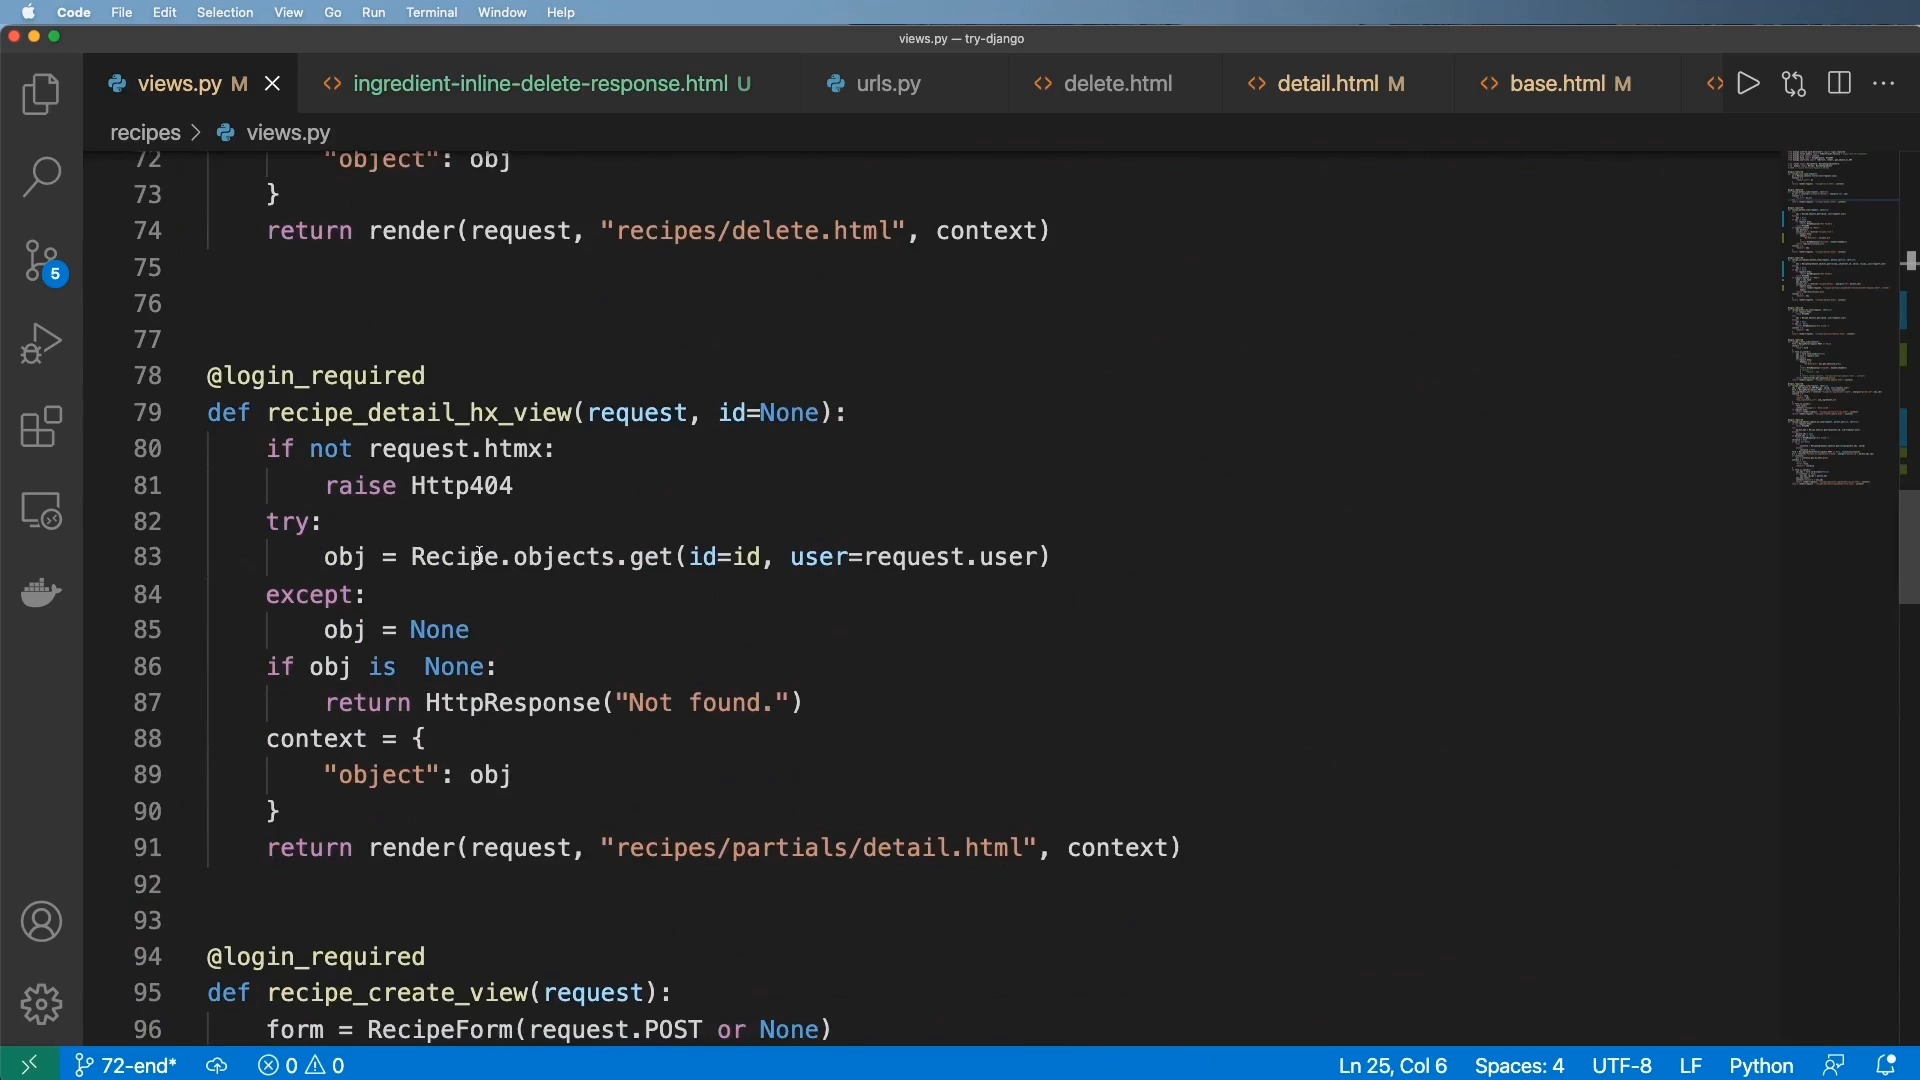 Code File Edit Selection View Go Run Terminal Window Help
views.py — try-django
views.py M ingredient-inline-delete-response.html U urls.py delete.html detail.html M base.html M
recipes > views.py
72 "object": obj
73 }
74 return render(request, "recipes/delete.html", context)
75
76
77
78 @login_required
79 def recipe_detail_hx_view(request, id=None):
80 if not request.htmx:
81 raise Http404
82 try:
83 obj = Recipe.objects.get(id=id, user=request.user)
84 except:
85 obj = None
86 if obj is  None:
87 return HttpResponse("Not found.")
88 context = {
89 "object": obj
90 }
91 return render(request, "recipes/partials/detail.html", context)
92
93
94 @login_required
95 def recipe_create_view(request):
96 form = RecipeForm(request.POST or None)
5
72-end* 0 0 Ln 25, Col 6 Spaces: 4 UTF-8 LF Python